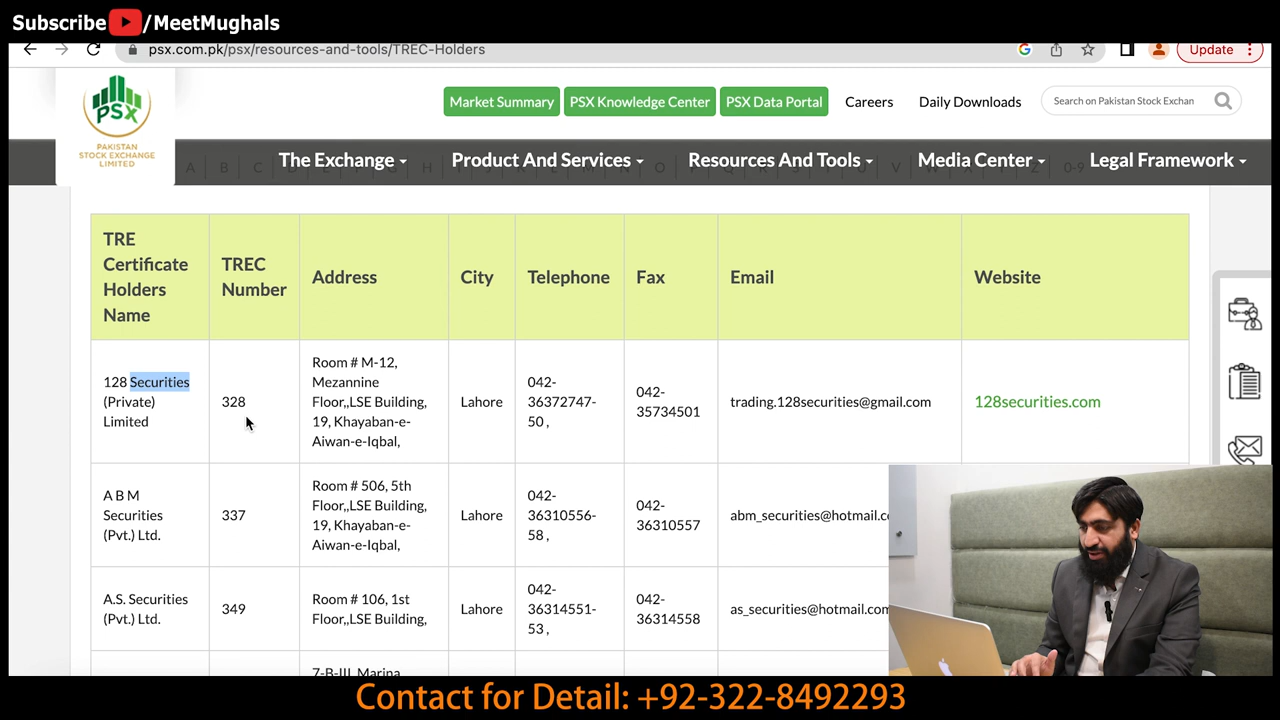 Subscribe /MeetMughals
psx.com.pk/psx/resources-and-tools/TREC-Holders
Update
PSX
PAKISTAN
STOCK EXCHANGE
LIMITED
Market Summary
PSX Knowledge Center
PSX Data Portal
Careers
Daily Downloads
Search on Pakistan Stock Exchan
The Exchange
Product And Services
Resources And Tools
Media Center
Legal Framework
TRE
Certificate
Holders
Name
TREC
Number
Address
City
Telephone
Fax
Email
Website
128 Securities
(Private)
Limited
328
Room # M-12,
Mezannine
Floor,,LSE Building,
19, Khayaban-e-
Aiwan-e-Iqbal,
Lahore
042-
36372747-
50 ,
042-
35734501
trading.128securities@gmail.com
128securities.com
A B M
Securities
(Pvt.) Ltd.
337
Room # 506, 5th
Floor,,LSE Building,
19, Khayaban-e-
Aiwan-e-Iqbal,
Lahore
042-
36310556-
58 ,
042-
36310557
abm_securities@hotmail.co
A.S. Securities
(Pvt.) Ltd.
349
Room # 106, 1st
Floor,,LSE Building,
Lahore
042-
36314551-
53 ,
042-
36314558
as_securities@hotmail.com
7-B-III, Marina
Contact for Detail: +92-322-8492293